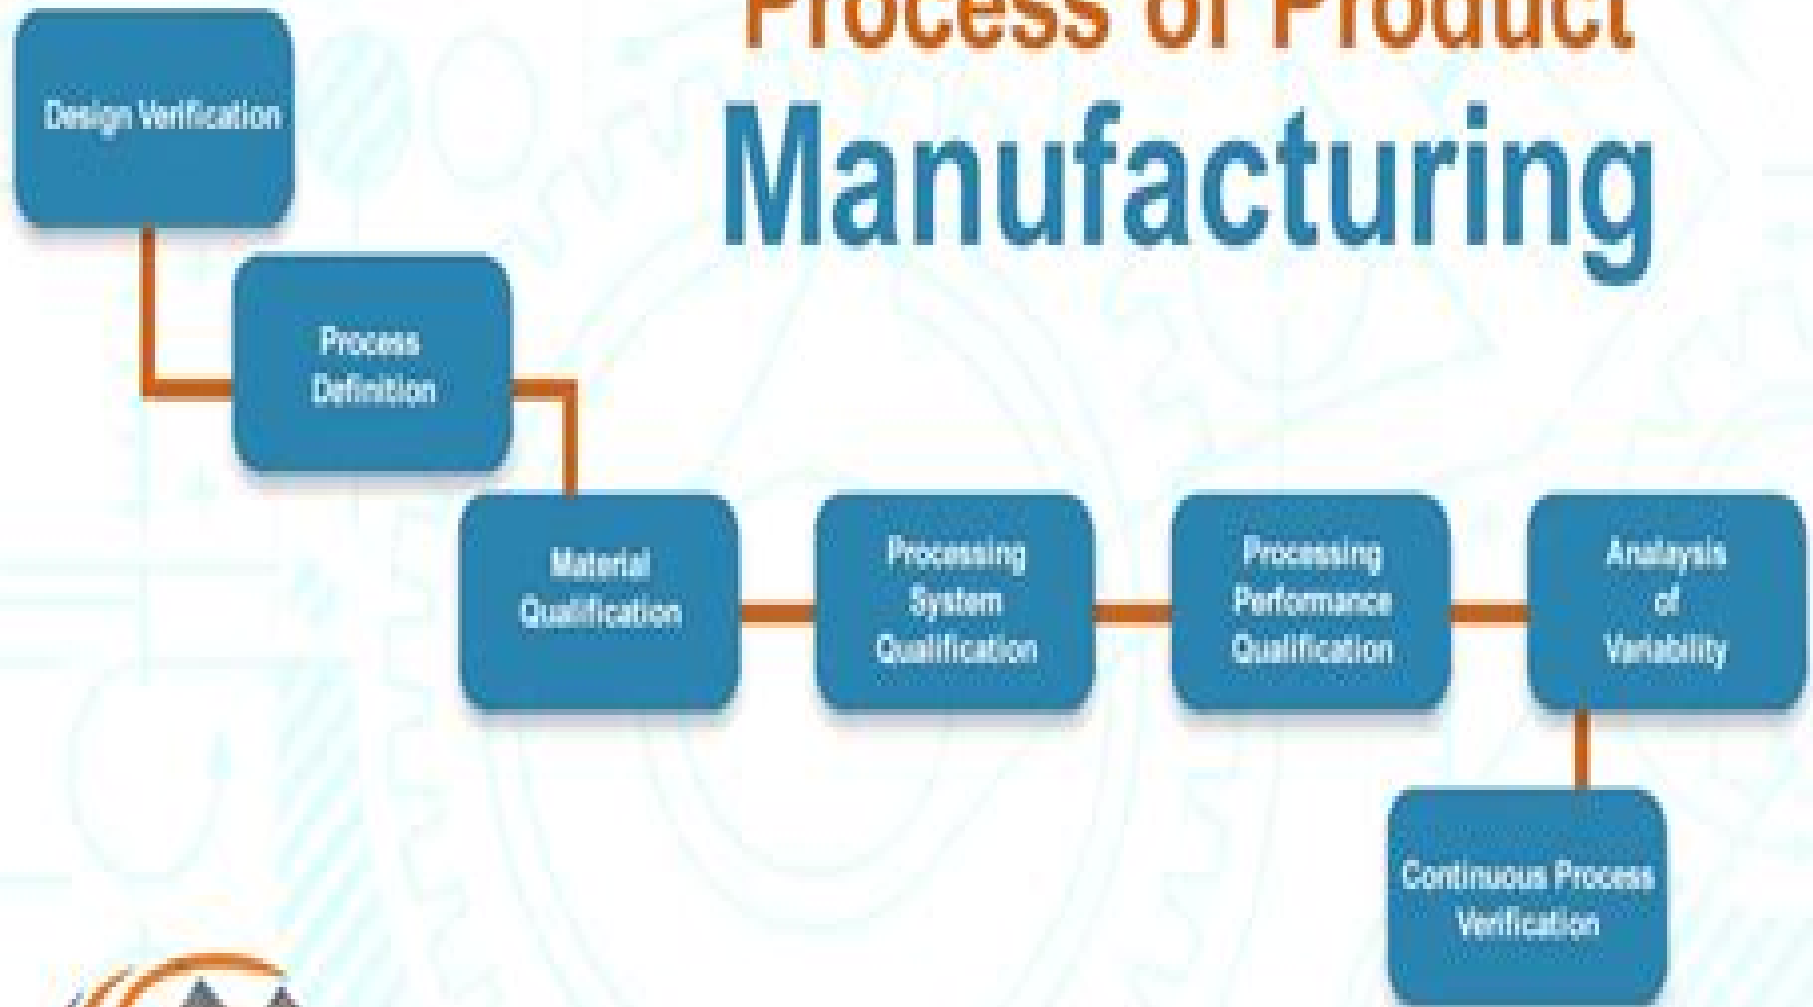 Process of Product
Manufacturing
Design Verification
Process
Definition
Material
Qualification
Processing
System
Qualification
Processing
Performance
Qualification
Analaysis
of
Variability
Continuous Process
Verification